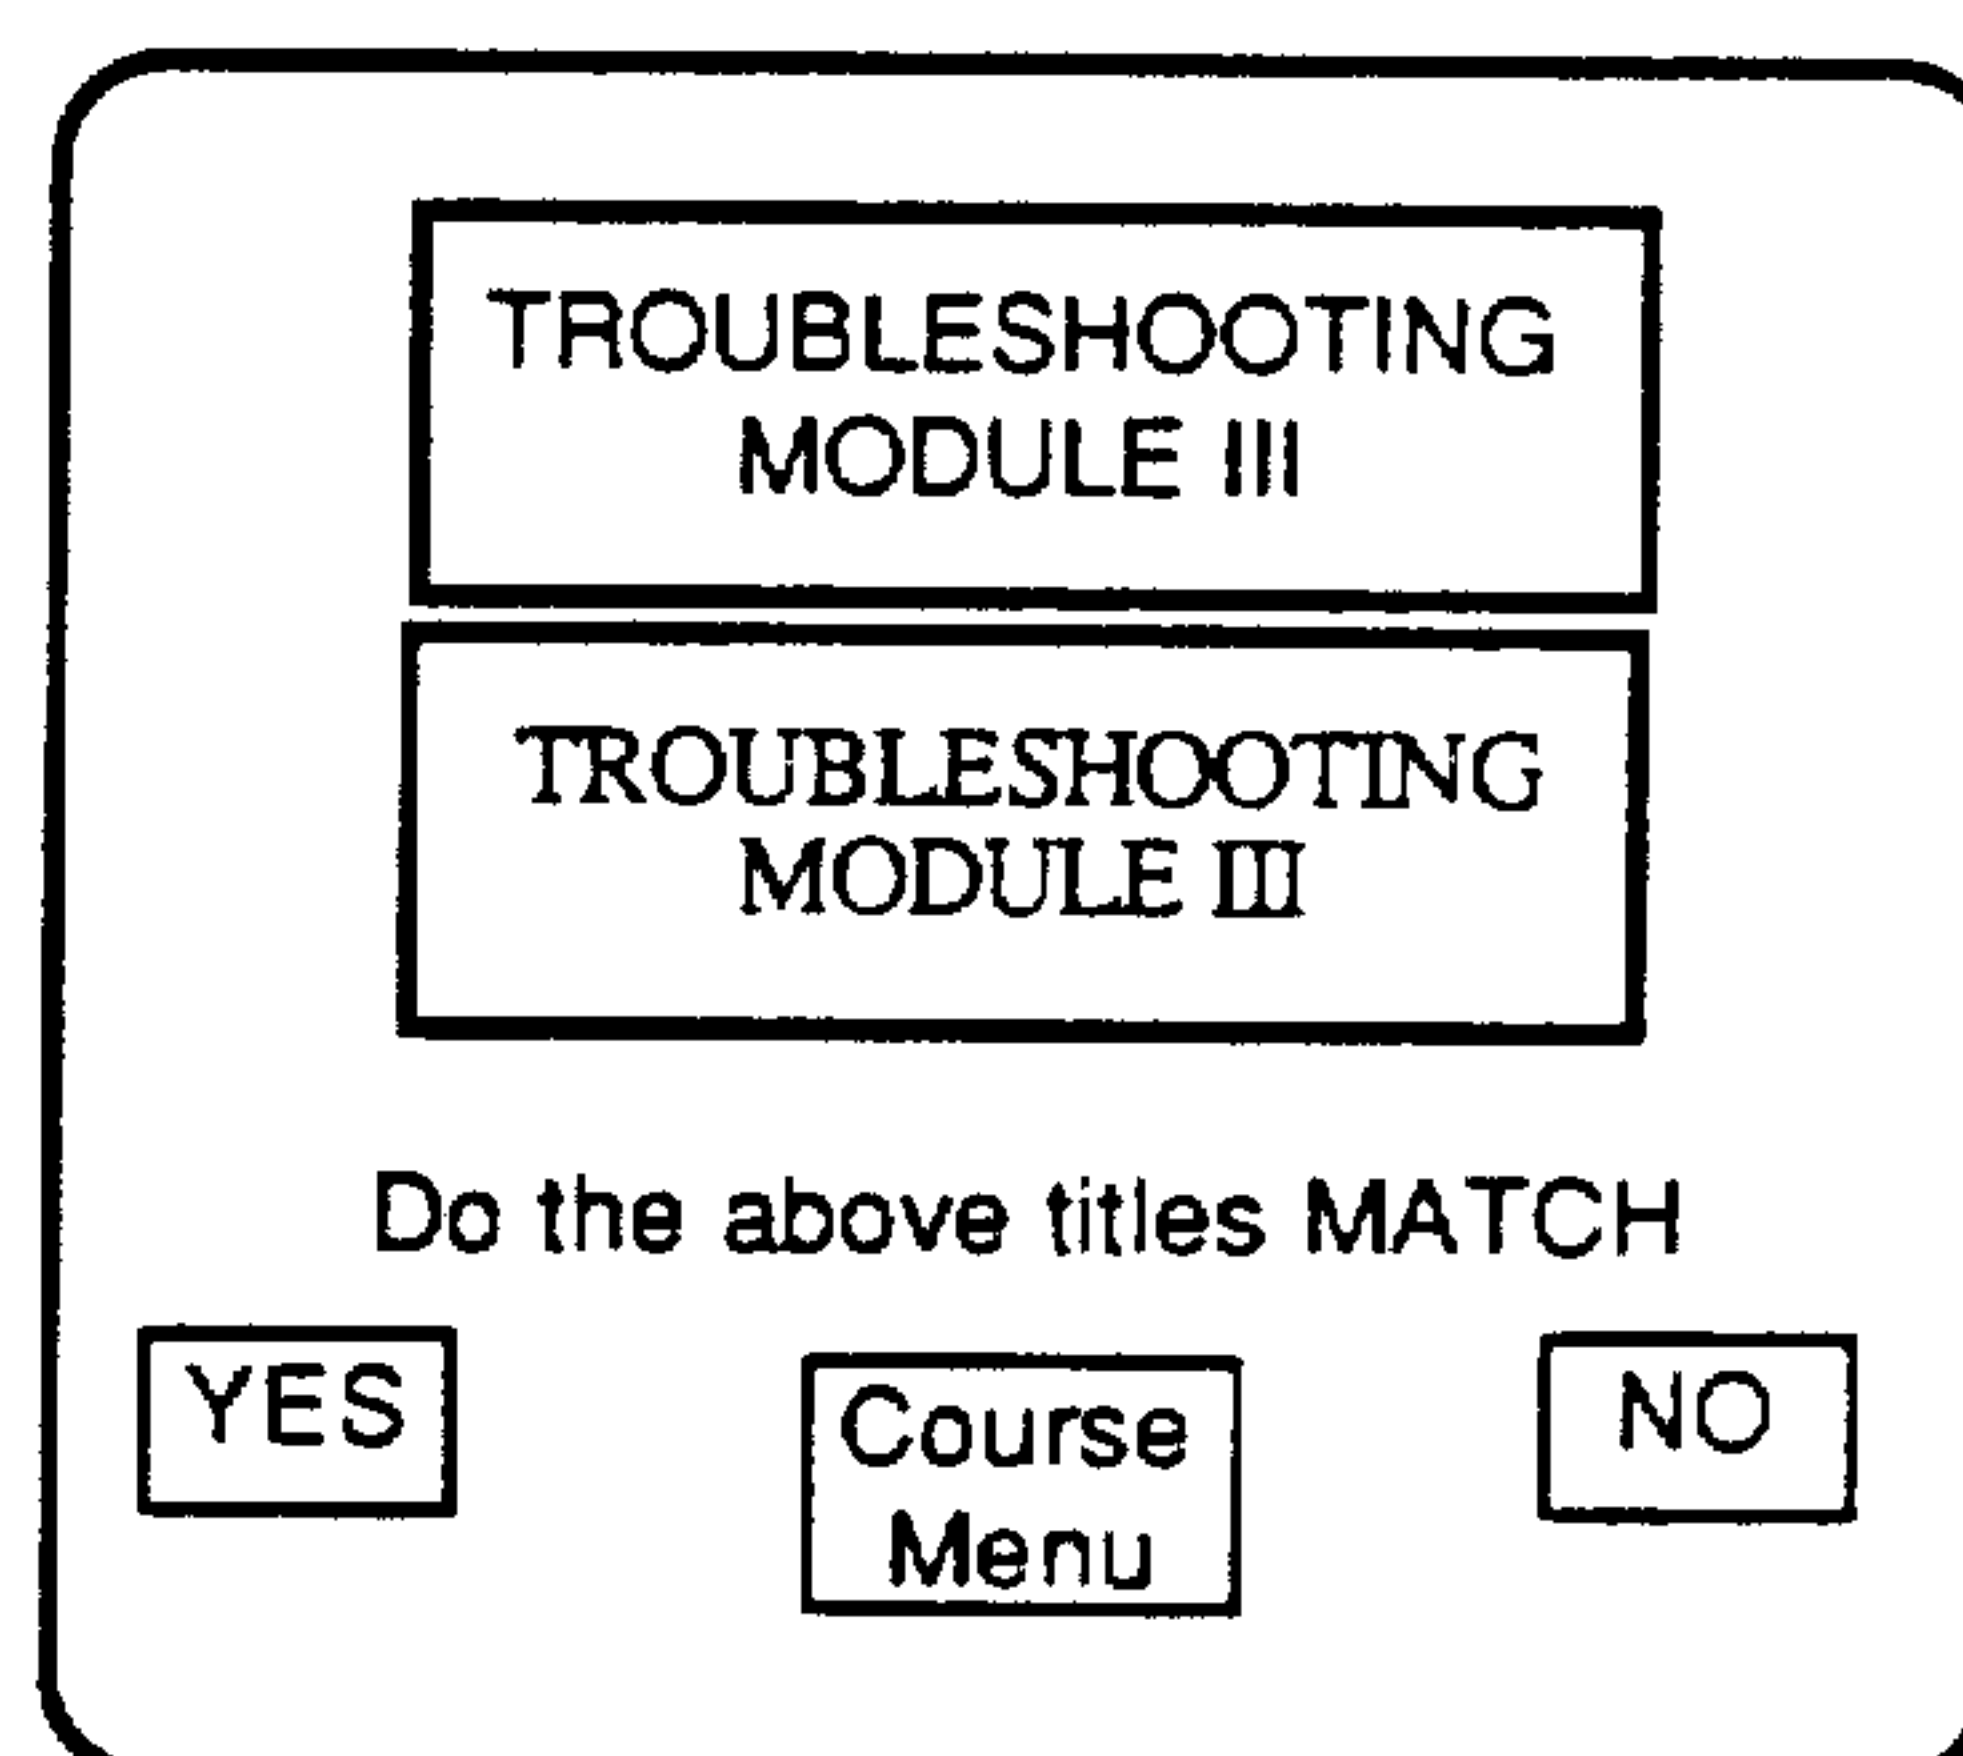 TROUBLESHOOTING
MODULE III
TROUBLESHOOTING
MODULE III
Do the above titles MATCH
YES
Course
Menu
NO